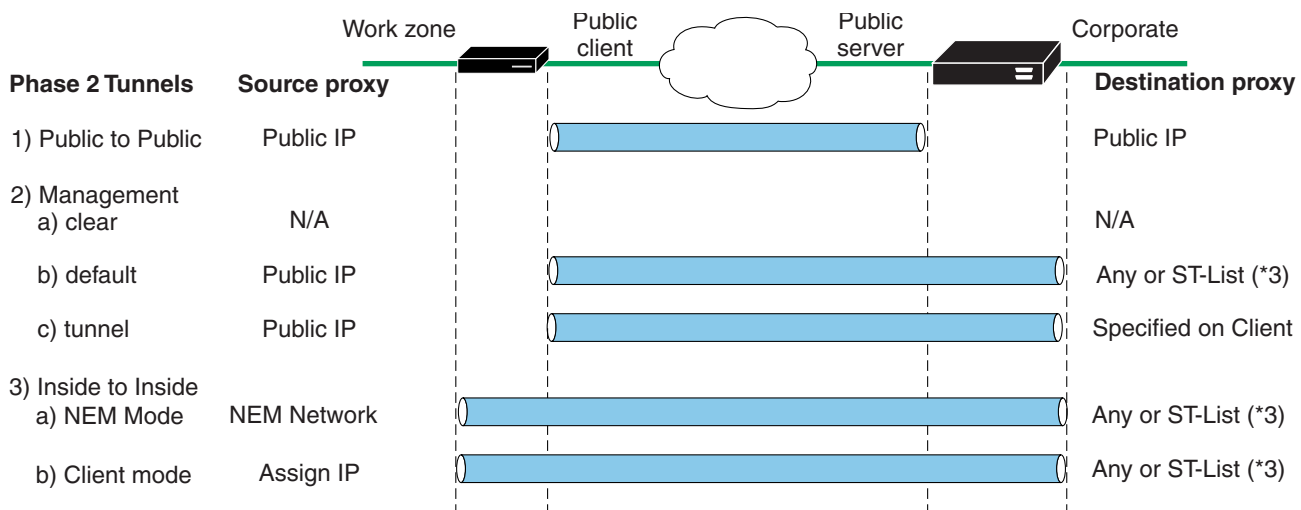 Work zone
Public
client
Public
server
Corporate
Phase 2 Tunnels Source proxy Destination proxy
1) Public to Public Public IP Public IP
2) Management
a) clear N/A N/A
b) default Public IP Any or ST-List (*3)
c) tunnel Public IP Specified on Client
3) Inside to Inside
a) NEM Mode NEM Network Any or ST-List (*3)
b) Client mode Assign IP Any or ST-List (*3)